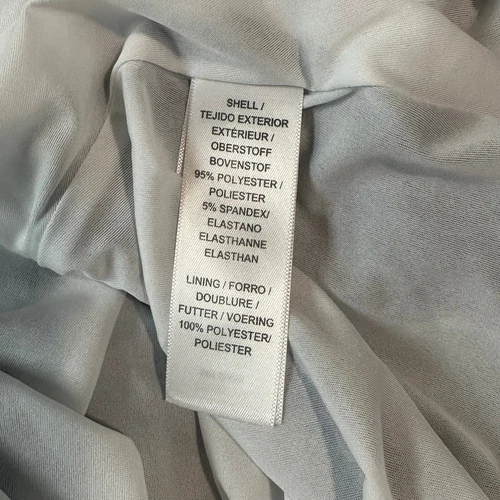 SHELL /
TEJIDO EXTERIOR
EXTÉRIEUR /
OBERSTOFF
BOVENSTOF
95% POLYESTER /
POLIESTER
5% SPANDEX/
ELASTANO
ELASTHANNE
ELASTHAN
LINING / FORRO /
DOUBLURE /
FUTTER / VOERING
100% POLYESTER/
POLIESTER